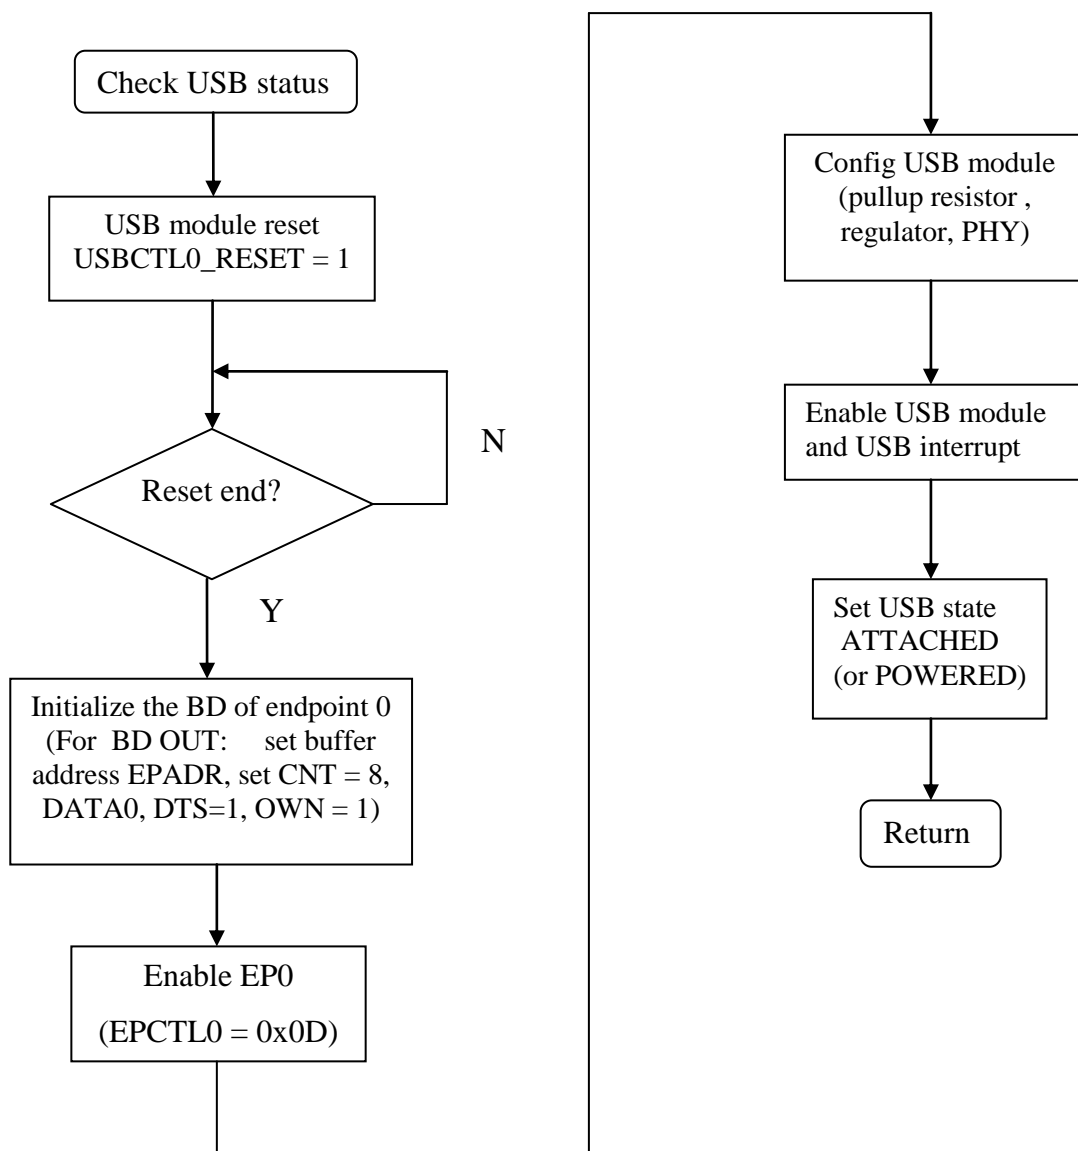 Check USB status
USB module reset
USBCTL0_RESET = 1
N
Reset end?
Y
Initialize the BD of endpoint 0
(For BD OUT: set buffer
address EPADR, set CNT = 8,
DATA0, DTS=1, OWN = 1)
Enable EP0
(EPCTL0 = 0x0D)
Config USB module
(pullup resistor ,
regulator, PHY)
Enable USB module
and USB interrupt
Set USB state
ATTACHED
(or POWERED)
Return